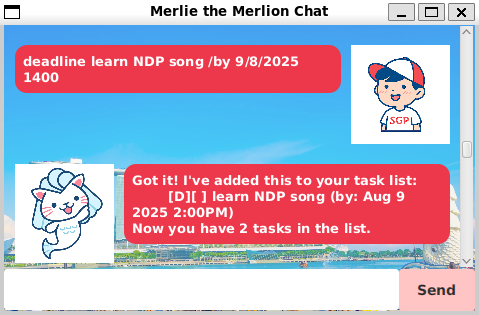 Merlie the Merlion Chat
deadline learn NDP song /by 9/8/2025
1400
SGP
Got it! I've added this to your task list:
[D][ ] learn NDP song (by: Aug 9
2025 2:00PM)
Now you have 2 tasks in the list.
Send